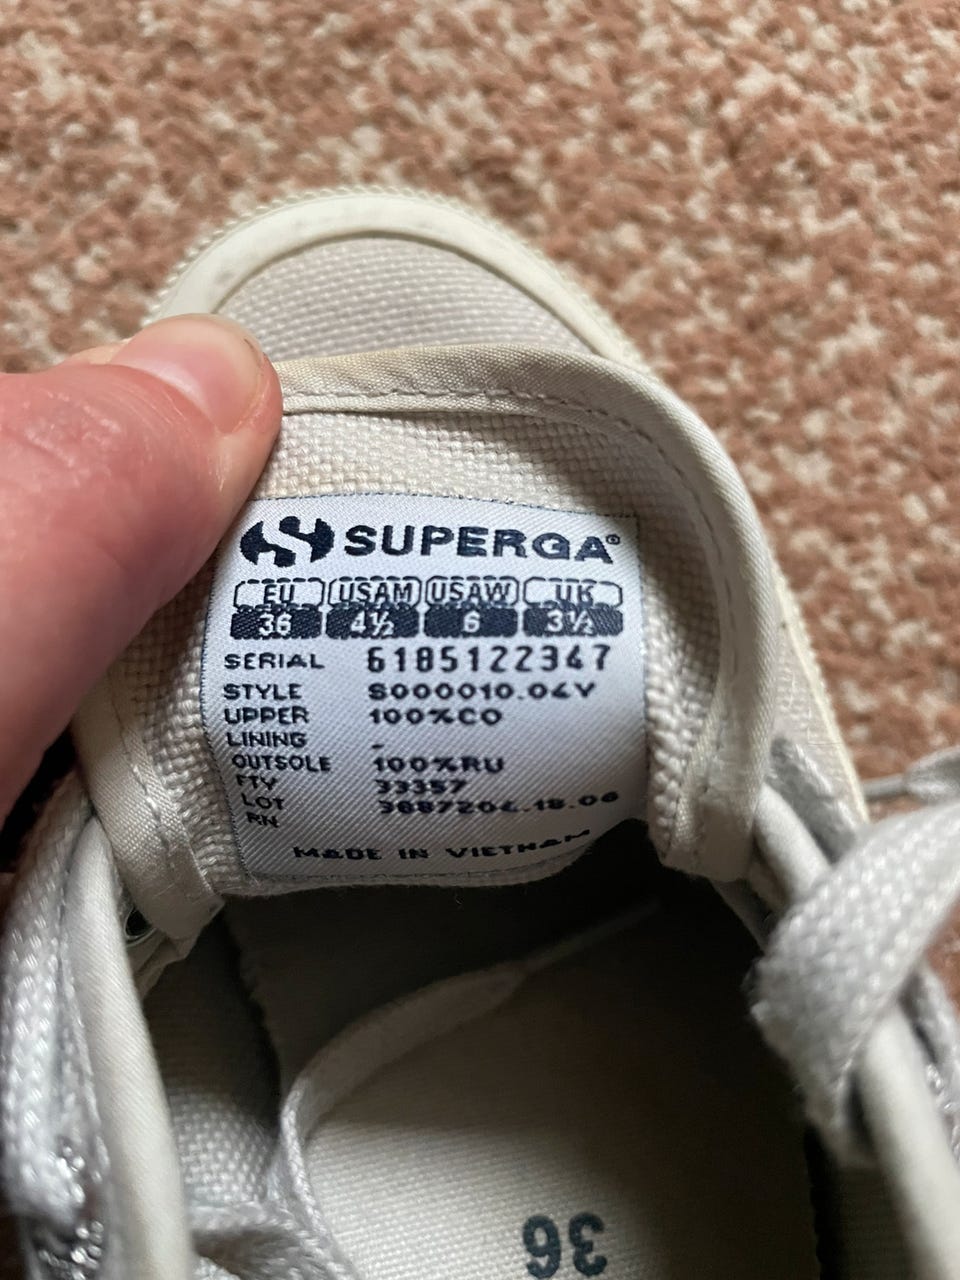 SUPERGA®
EU USAM USAW UK
36 4½ 6 3½
SERIAL 6185122347
STYLE S000010.04V
UPPER 100%CO
LINING -
OUTSOLE 100%RU
FTY 33357
LOT 3887204.18.06
RN
MADE IN VIETNAM
36